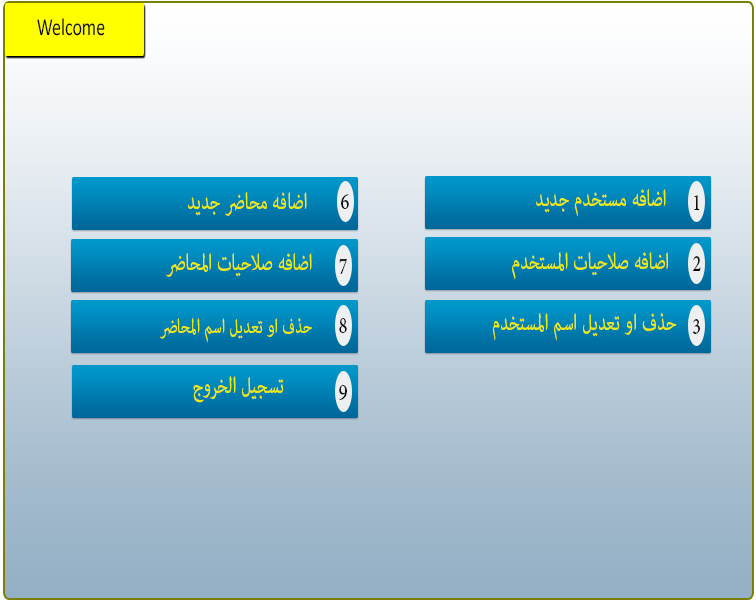 Welcome
1 اضافه مستخدم جديد
2 اضافه صلاحيات المستخدم
3 حذف او تعديل اسم المستخدم
6 اضافه محاضر جديد
7 اضافه صلاحيات المحاضر
8 حذف او تعديل اسم المحاضر
9 تسجيل الخروج